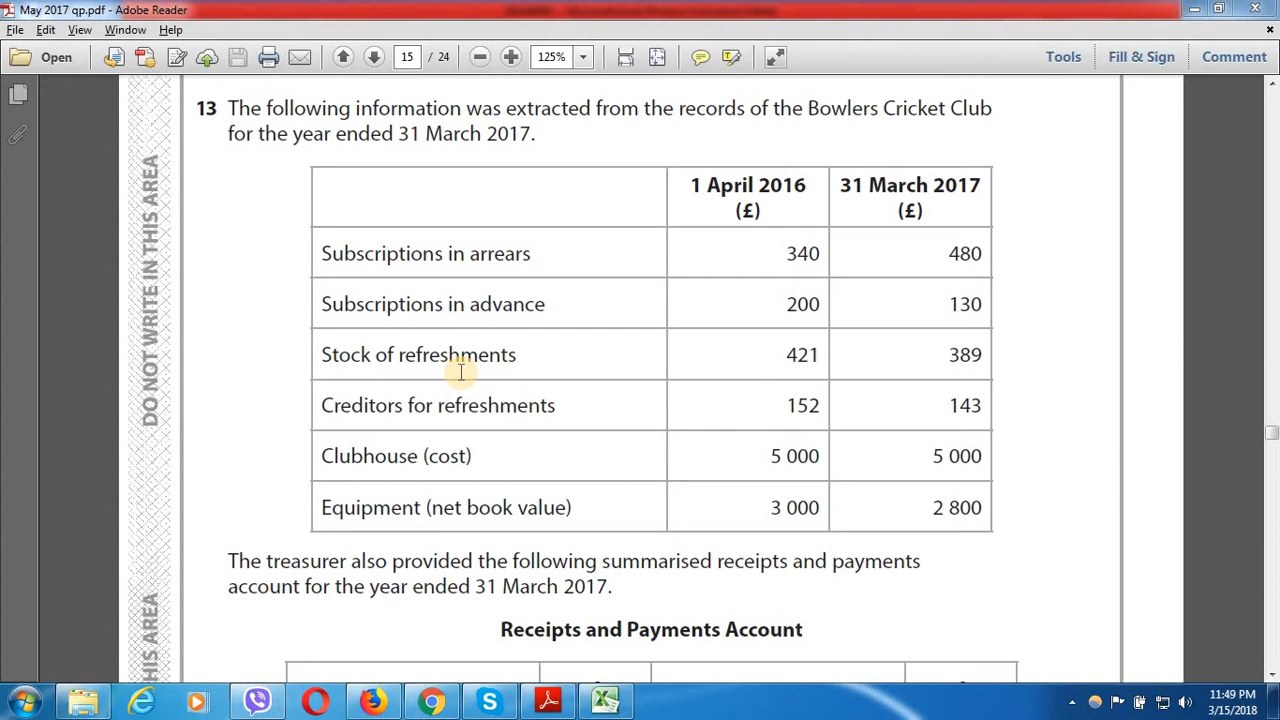 May 2017 qp.pdf - Adobe Reader
File Edit View Window Help
Open 15 / 24 125% Tools Fill & Sign Comment
13 The following information was extracted from the records of the Bowlers Cricket Club
for the year ended 31 March 2017.
1 April 2016 31 March 2017
(£) (£)
Subscriptions in arrears 340 480
Subscriptions in advance 200 130
Stock of refreshments 421 389
Creditors for refreshments 152 143
Clubhouse (cost) 5 000 5 000
Equipment (net book value) 3 000 2 800
The treasurer also provided the following summarised receipts and payments
account for the year ended 31 March 2017.
Receipts and Payments Account
DO NOT WRITE IN THIS AREA
HIS AREA
11:49 PM
3/15/2018